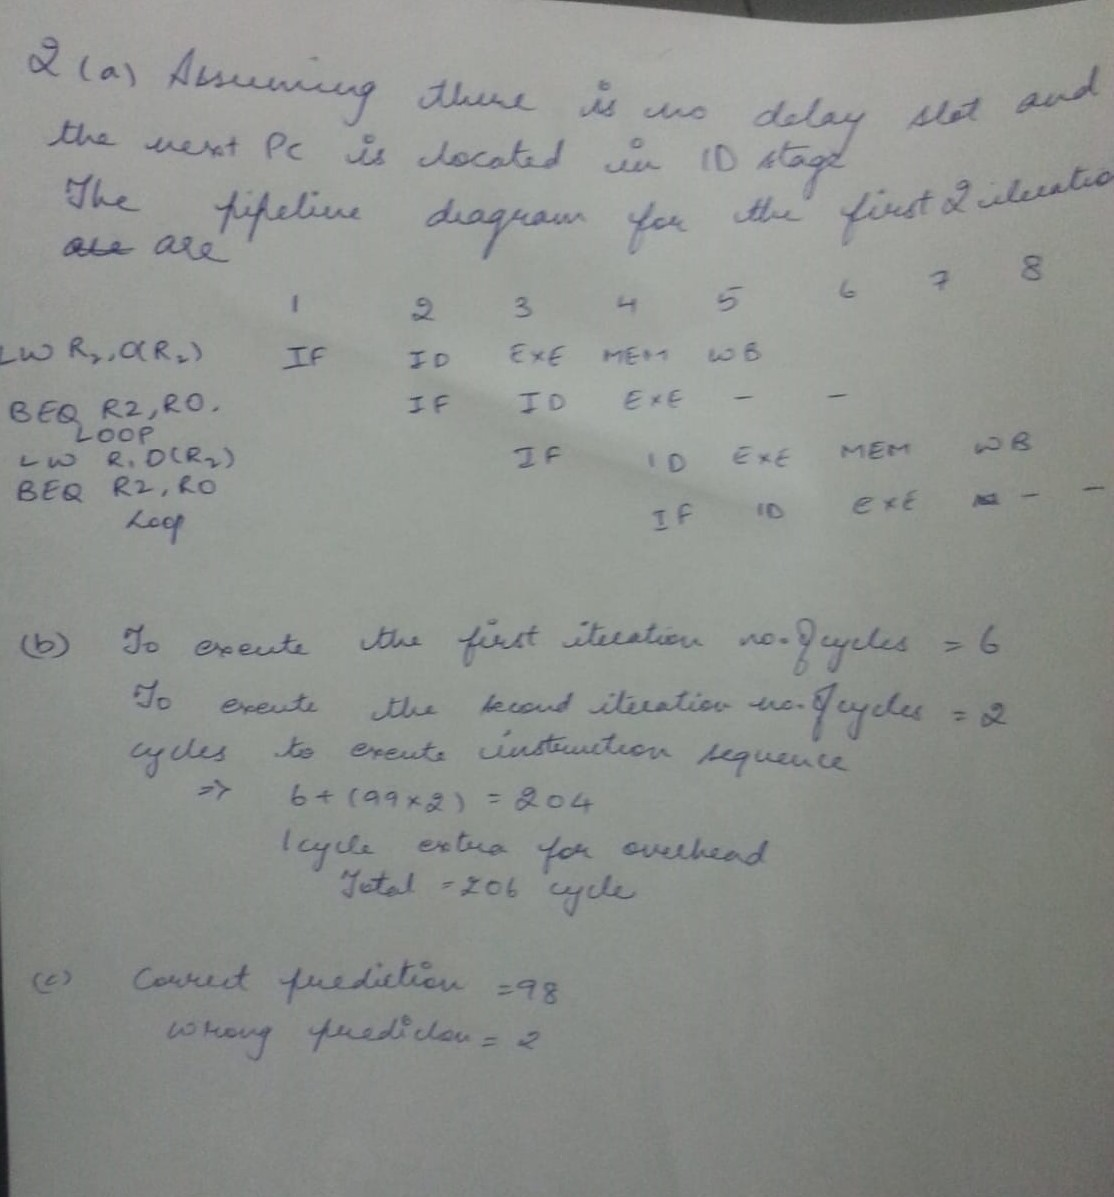 2 (a) Assuming there is no delay slot and
the next PC is located in ID stage
The pipeline diagram for the first 2 iteratio
are are
1 2 3 4 5 6 7 8
LW R2, O(R2) IF ID EXE MEM WB
BEQ R2, RO. IF ID EXE - -
LOOP
LW R, O(R2) IF ID EXE MEM WB
BEQ R2, RO IF ID EXE - -
Loop
(b) To execute the first iteration no. of cycles = 6
To execute the second iteration no. of cycles = 2
cycles to execute instruction sequence
=> 6 + (99 x 2) = 204
1 cycle extra for overhead
Total = 206 cycle
(c) Correct prediction = 98
Wrong prediction = 2